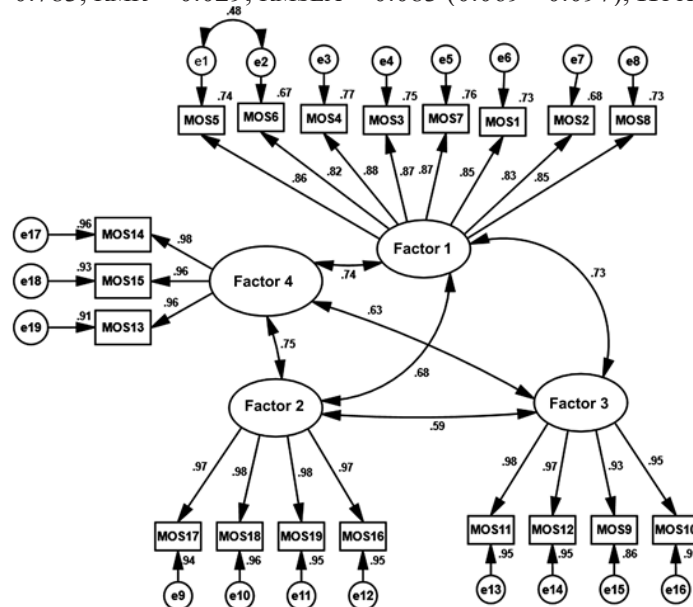 .48
e1 e2 e3 e4 e5 e6 e7 e8
.74 .67 .77 .75 .76 .73 .68 .73
MOS5 MOS6 MOS4 MOS3 MOS7 MOS1 MOS2 MOS8
.86 .82 .88 .87 .87 .85 .83 .85
e17 .96 MOS14 .98
Factor 1
e18 .93 MOS15 .96
Factor 4 .74 .73
e19 .91 MOS13 .96
.63
.75 .68
Factor 2 Factor 3
.59
.97 .98 .98 .97
.98 .97 .93 .95
MOS17 MOS18 MOS19 MOS16
MOS11 MOS12 MOS9 MOS10
.94 .96 .95 .95
.95 .95 .86
e9 e10 e11 e12
e13 e14 e15 e16